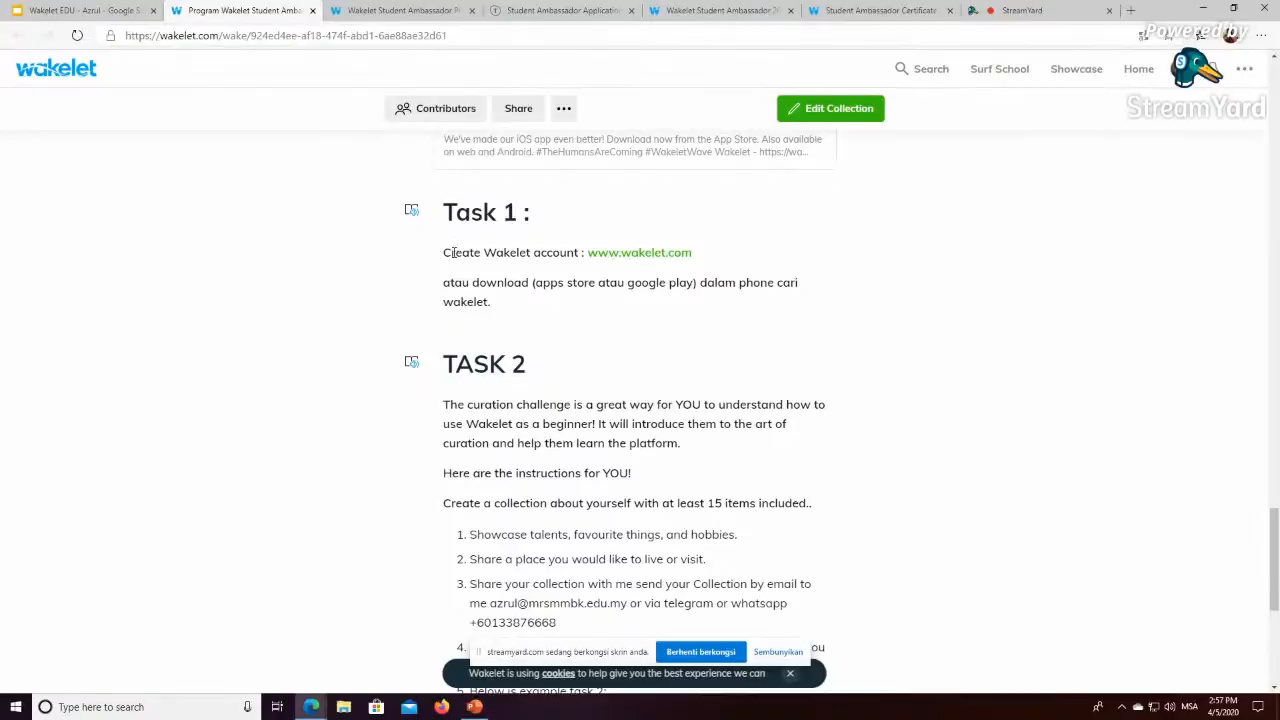 Wakelet EDU - Azrul - Google S
Program Wakelet Student Amba
Wakelet Student Ambassador P
Student Ambassador Applicatio
Wakelet Student Ambassador 2
Student Ambassador Certificate
StreamYard
https://wakelet.com/wake/924ed4ee-af18-474f-abd1-6ae88ae32d61
Powered by
StreamYard
wakelet
Search
Surf School
Showcase
Home
Contributors
Share
Edit Collection
We've made our iOS app even better! Download now from the App Store. Also available
on web and Android. #TheHumansAreComing #WakeletWave Wakelet - https://wa...
Task 1 :
Create Wakelet account : www.wakelet.com
atau download (apps store atau google play) dalam phone cari
wakelet.
TASK 2
The curation challenge is a great way for YOU to understand how to
use Wakelet as a beginner! It will introduce them to the art of
curation and help them learn the platform.
Here are the instructions for YOU!
Create a collection about yourself with at least 15 items included..
1. Showcase talents, favourite things, and hobbies.
2. Share a place you would like to live or visit.
3. Share your collection with me send your Collection by email to
me azrul@mrsmmbk.edu.my or via telegram or whatsapp
+60133876668
4.
you
streamyard.com sedang berkongsi skrin anda.
Berhenti berkongsi
Sembunyikan
Wakelet is using cookies to help give you the best experience we can
5. Below is example task 2:
Type here to search
MSA
2:57 PM
4/5/2020